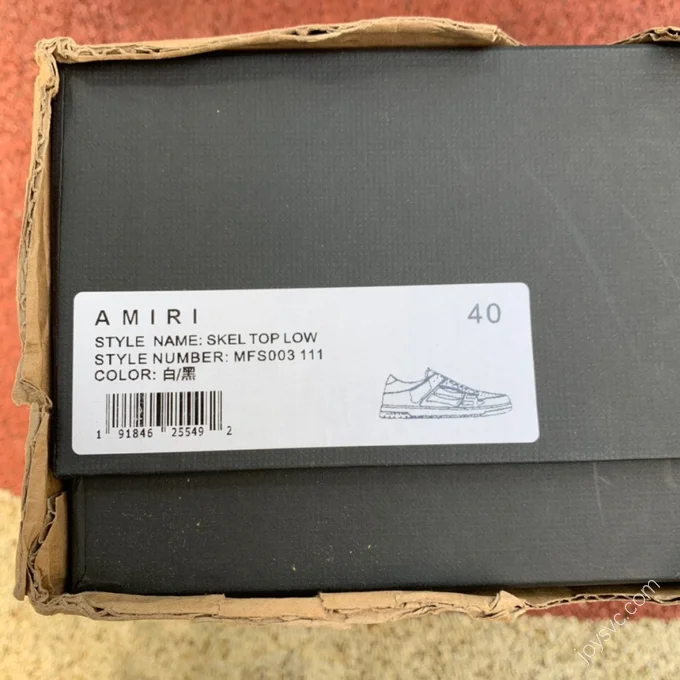 AMIRI
40
STYLE NAME: SKEL TOP LOW
STYLE NUMBER: MFS003 111
COLOR: 白/黑
1 91846 25549 2
joysvc.com